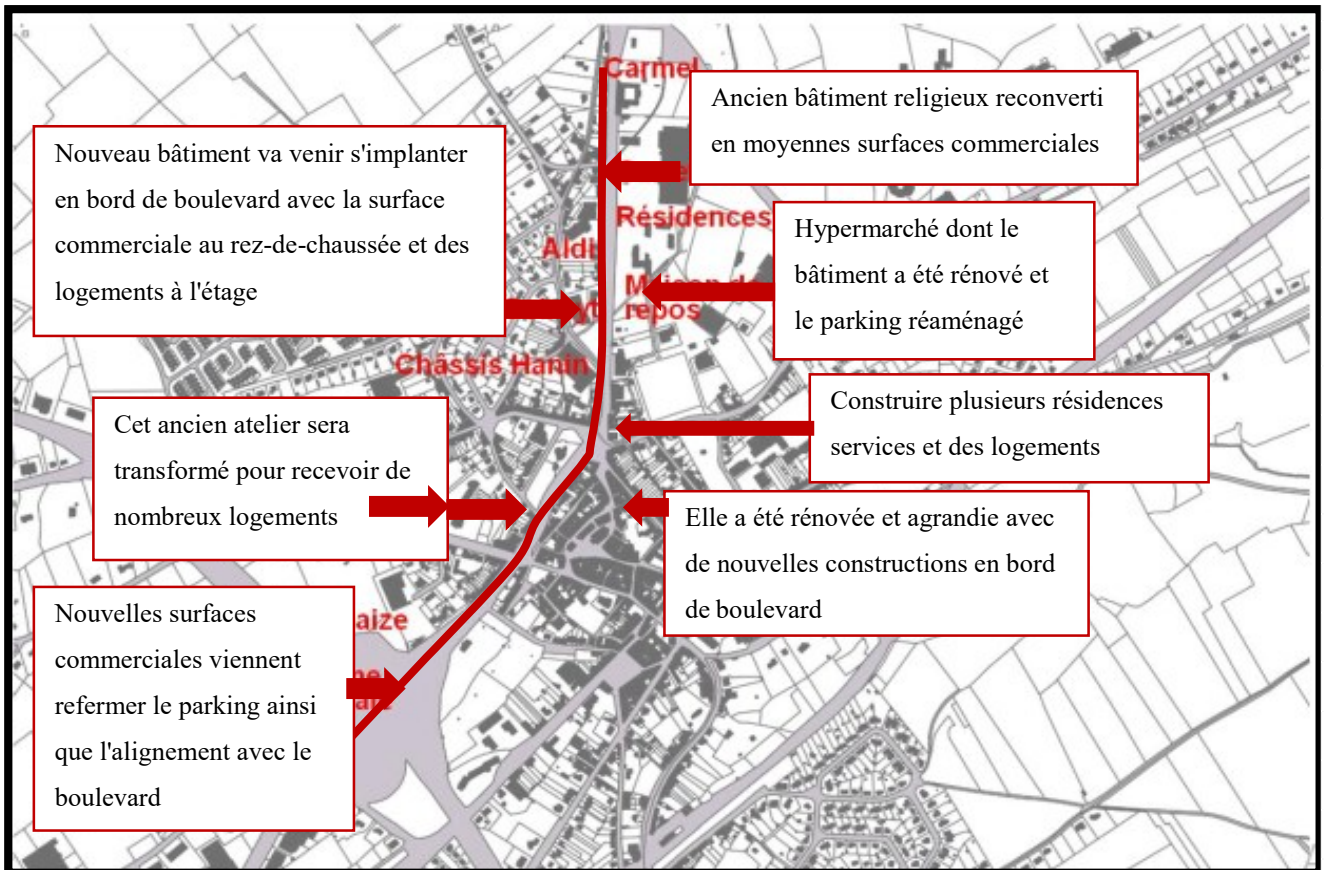 Carmel
Ancien bâtiment religieux reconverti
en moyennes surfaces commerciales
Nouveau bâtiment va venir s'implanter
en bord de boulevard avec la surface
commerciale au rez-de-chaussée et des
logements à l'étage
Résidences
Hypermarché dont le
bâtiment a été rénové et
le parking réaménagé
repos
Châssis Hanin
Construire plusieurs résidences
services et des logements
Cet ancien atelier sera
transformé pour recevoir de
nombreux logements
Elle a été rénovée et agrandie avec
de nouvelles constructions en bord
de boulevard
Nouvelles surfaces
commerciales viennent
refermer le parking ainsi
que l'alignement avec le
boulevard
aize